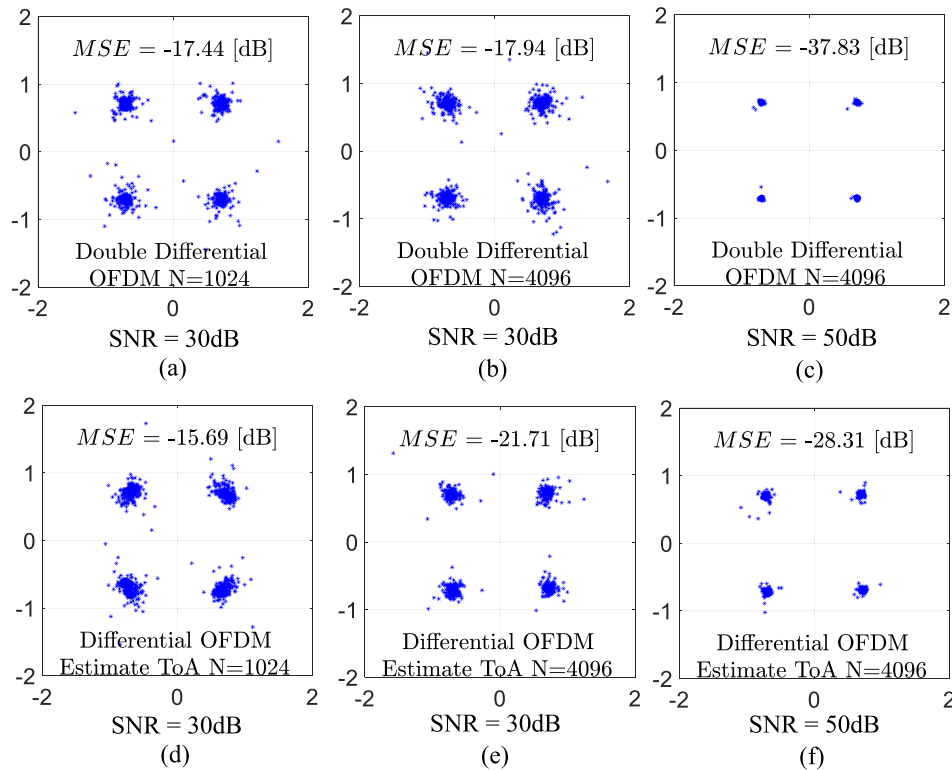 2
1
0
-1
-2
MSE = -17.44 [dB]
Double Differential
OFDM N=1024
-2
0
2
SNR = 30dB
(a)
2
1
0
-1
-2
MSE = -17.94 [dB]
Double Differential
OFDM N=4096
-2
0
2
SNR = 30dB
(b)
2
1
0
-1
-2
MSE = -37.83 [dB]
Double Differential
OFDM N=4096
-2
0
2
SNR = 50dB
(c)
2
1
0
-1
-2
MSE = -15.69 [dB]
Differential OFDM
Estimate ToA N=1024
-2
0
2
SNR = 30dB
(d)
2
1
0
-1
-2
MSE = -21.71 [dB]
Differential OFDM
Estimate ToA N=4096
-2
0
2
SNR = 30dB
(e)
2
1
0
-1
-2
MSE = -28.31 [dB]
Differential OFDM
Estimate ToA N=4096
-2
0
2
SNR = 50dB
(f)